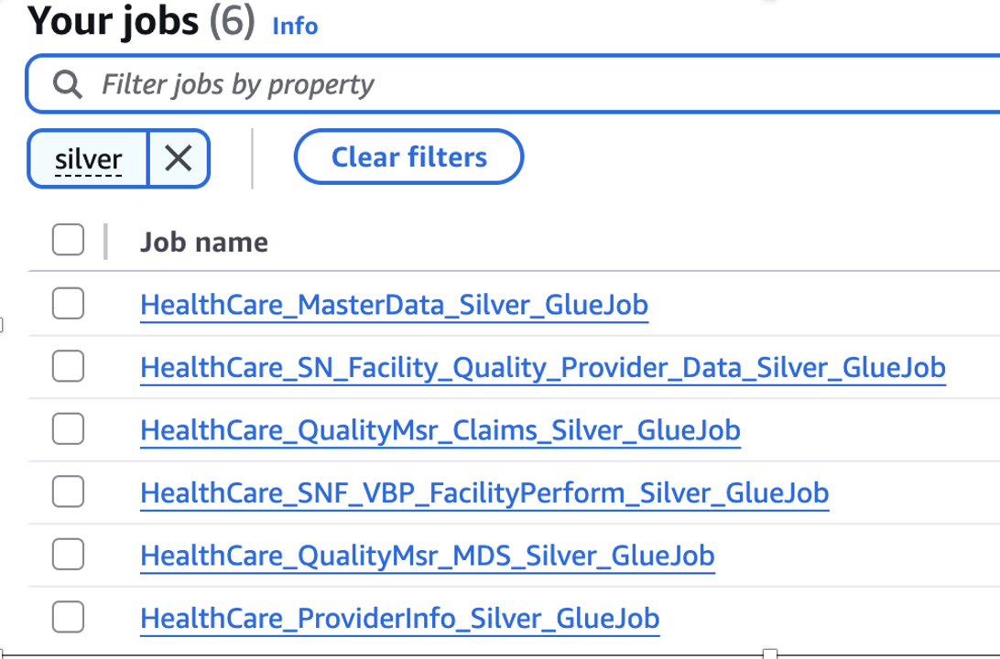 Your jobs (6) Info
Filter jobs by property
silver Clear filters
Job name
HealthCare_MasterData_Silver_GlueJob
HealthCare_SN_Facility_Quality_Provider_Data_Silver_GlueJob
HealthCare_QualityMsr_Claims_Silver_GlueJob
HealthCare_SNF_VBP_FacilityPerform_Silver_GlueJob
HealthCare_QualityMsr_MDS_Silver_GlueJob
HealthCare_ProviderInfo_Silver_GlueJob